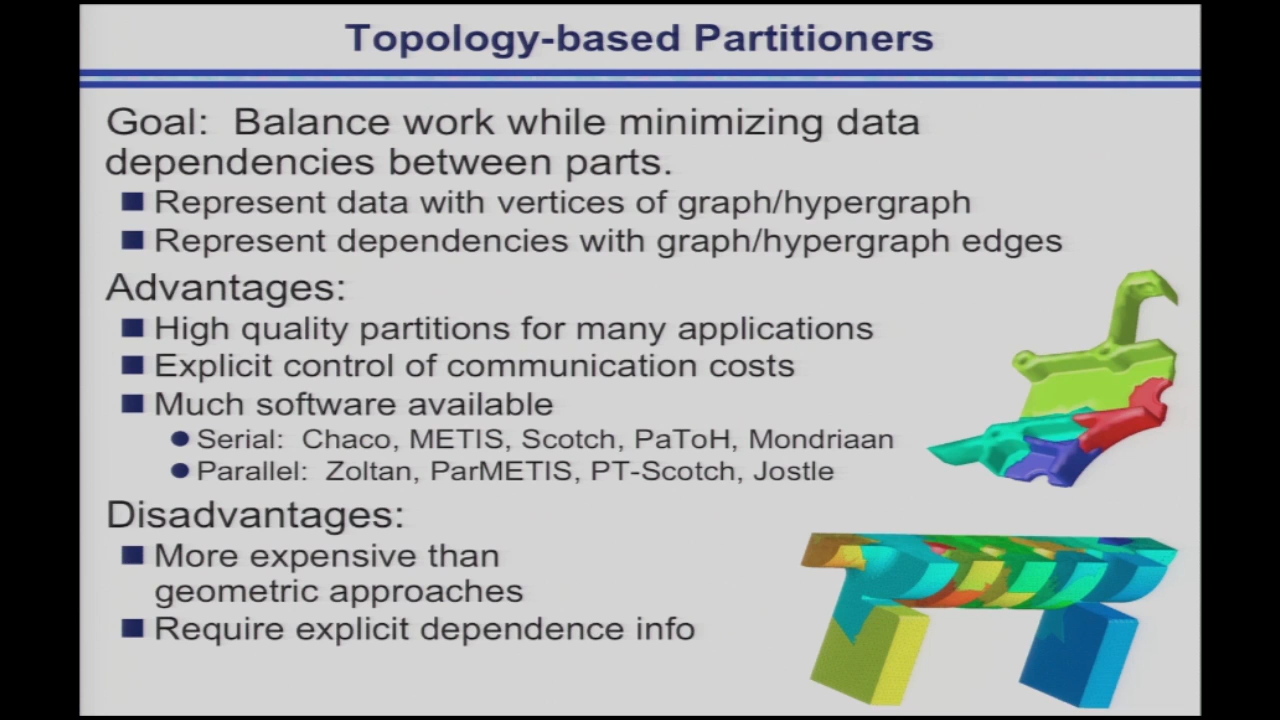 Topology-based Partitioners
Goal: Balance work while minimizing data
dependencies between parts.
Represent data with vertices of graph/hypergraph
Represent dependencies with graph/hypergraph edges
Advantages:
High quality partitions for many applications
Explicit control of communication costs
Much software available
Serial: Chaco, METIS, Scotch, PaToH, Mondriaan
Parallel: Zoltan, ParMETIS, PT-Scotch, Jostle
Disadvantages:
More expensive than
geometric approaches
Require explicit dependence info